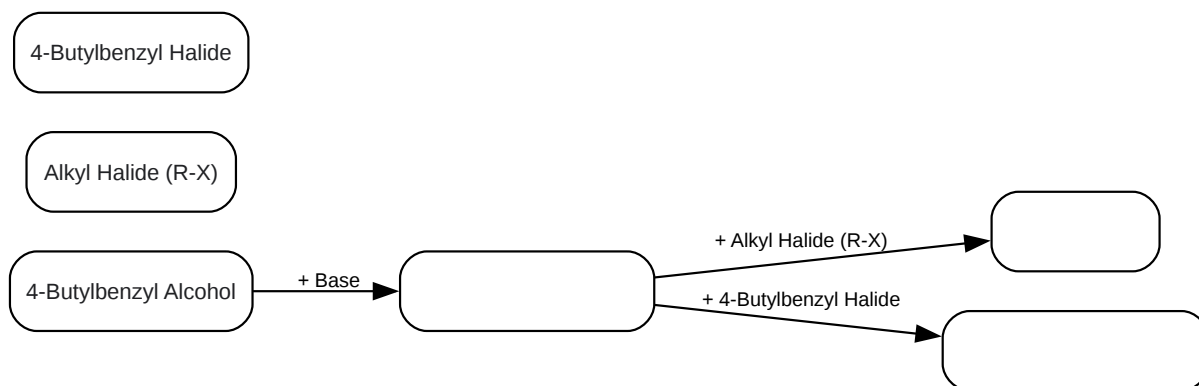 4-Butylbenzyl Halide
Alkyl Halide (R-X)
4-Butylbenzyl Alcohol
+ Base
+ Alkyl Halide (R-X)
+ 4-Butylbenzyl Halide